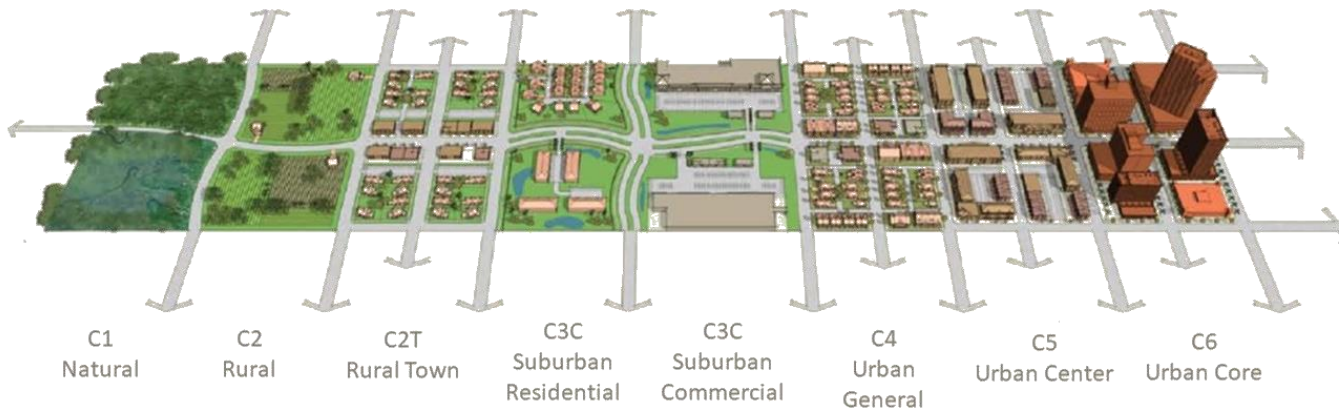 C1
Natural
C2
Rural
C2T
Rural Town
C3C
Suburban
Residential
C3C
Suburban
Commercial
C4
Urban
General
C5
Urban Center
C6
Urban Core